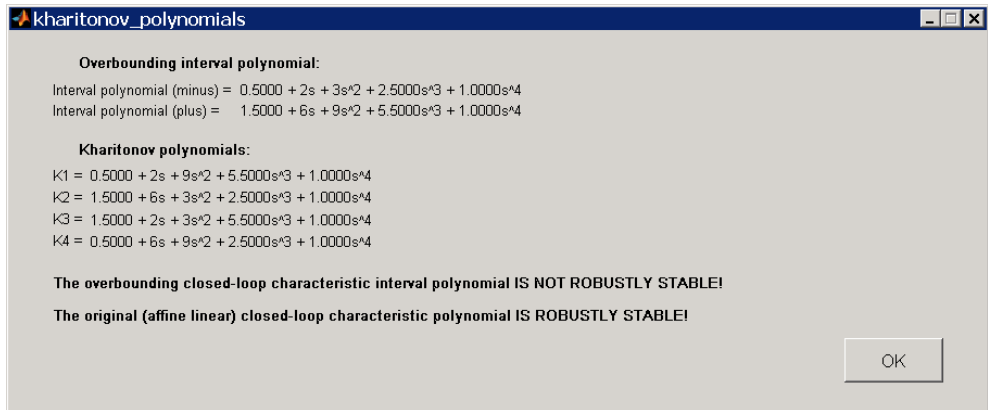 kharitonov_polynomials
Overbounding interval polynomial:
Interval polynomial (minus) = 0.5000 + 2s + 3s^2 + 2.5000s^3 + 1.0000s^4
Interval polynomial (plus) = 1.5000 + 6s + 9s^2 + 5.5000s^3 + 1.0000s^4
Kharitonov polynomials:
K1 = 0.5000 + 2s + 9s^2 + 5.5000s^3 + 1.0000s^4
K2 = 1.5000 + 6s + 3s^2 + 2.5000s^3 + 1.0000s^4
K3 = 1.5000 + 2s + 3s^2 + 5.5000s^3 + 1.0000s^4
K4 = 0.5000 + 6s + 9s^2 + 2.5000s^3 + 1.0000s^4
The overbounding closed-loop characteristic interval polynomial IS NOT ROBUSTLY STABLE!
The original (affine linear) closed-loop characteristic polynomial IS ROBUSTLY STABLE!
OK